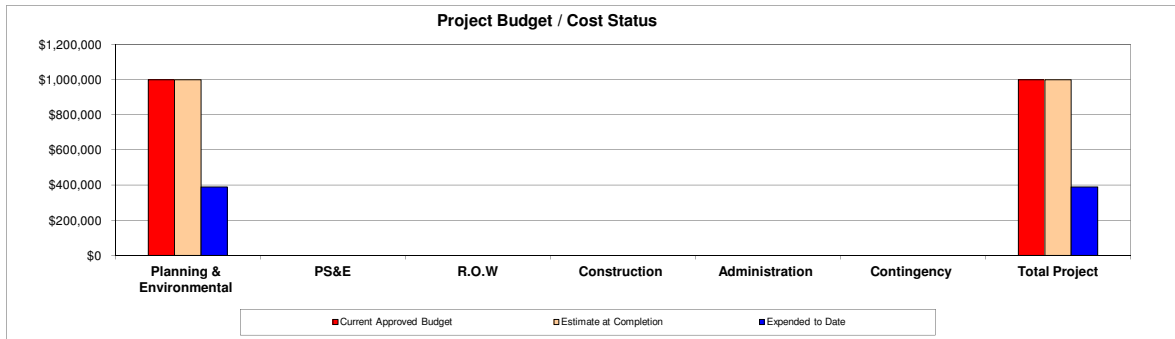 Project Budget / Cost Status
$1,200,000
$1,000,000
$800,000
$600,000
$400,000
$200,000
$0
Planning &
Environmental
PS&E
R.O.W
Construction
Administration
Contingency
Total Project
Current Approved Budget
Estimate at Completion
Expended to Date